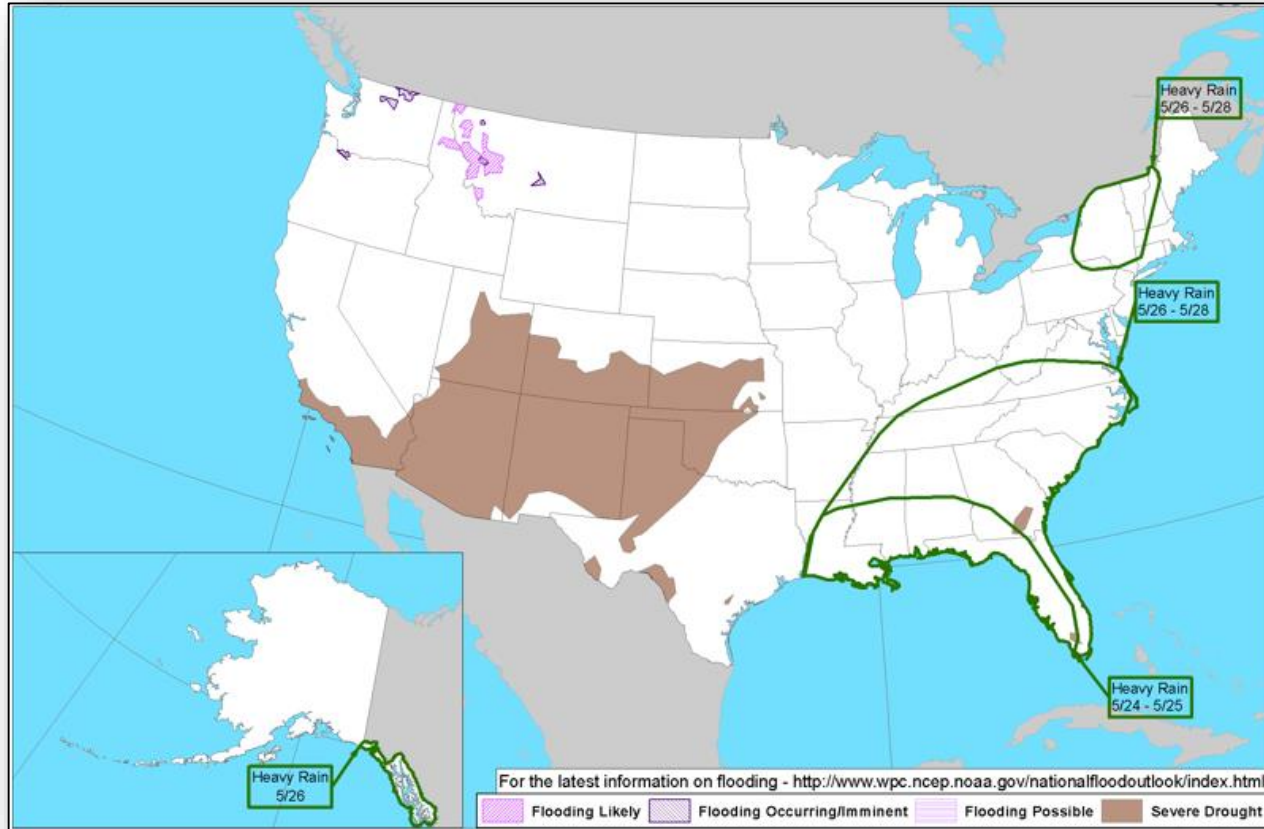 Heavy Rain
5/26 - 5/28
Heavy Rain
5/26 - 5/28
Heavy Rain
5/24 - 5/25
Heavy Rain
5/26
For the latest information on flooding - http://www.wpc.ncep.noaa.gov/nationalfloodoutlook/index.html
Flooding Likely Flooding Occurring/Imminent Flooding Possible Severe Drought